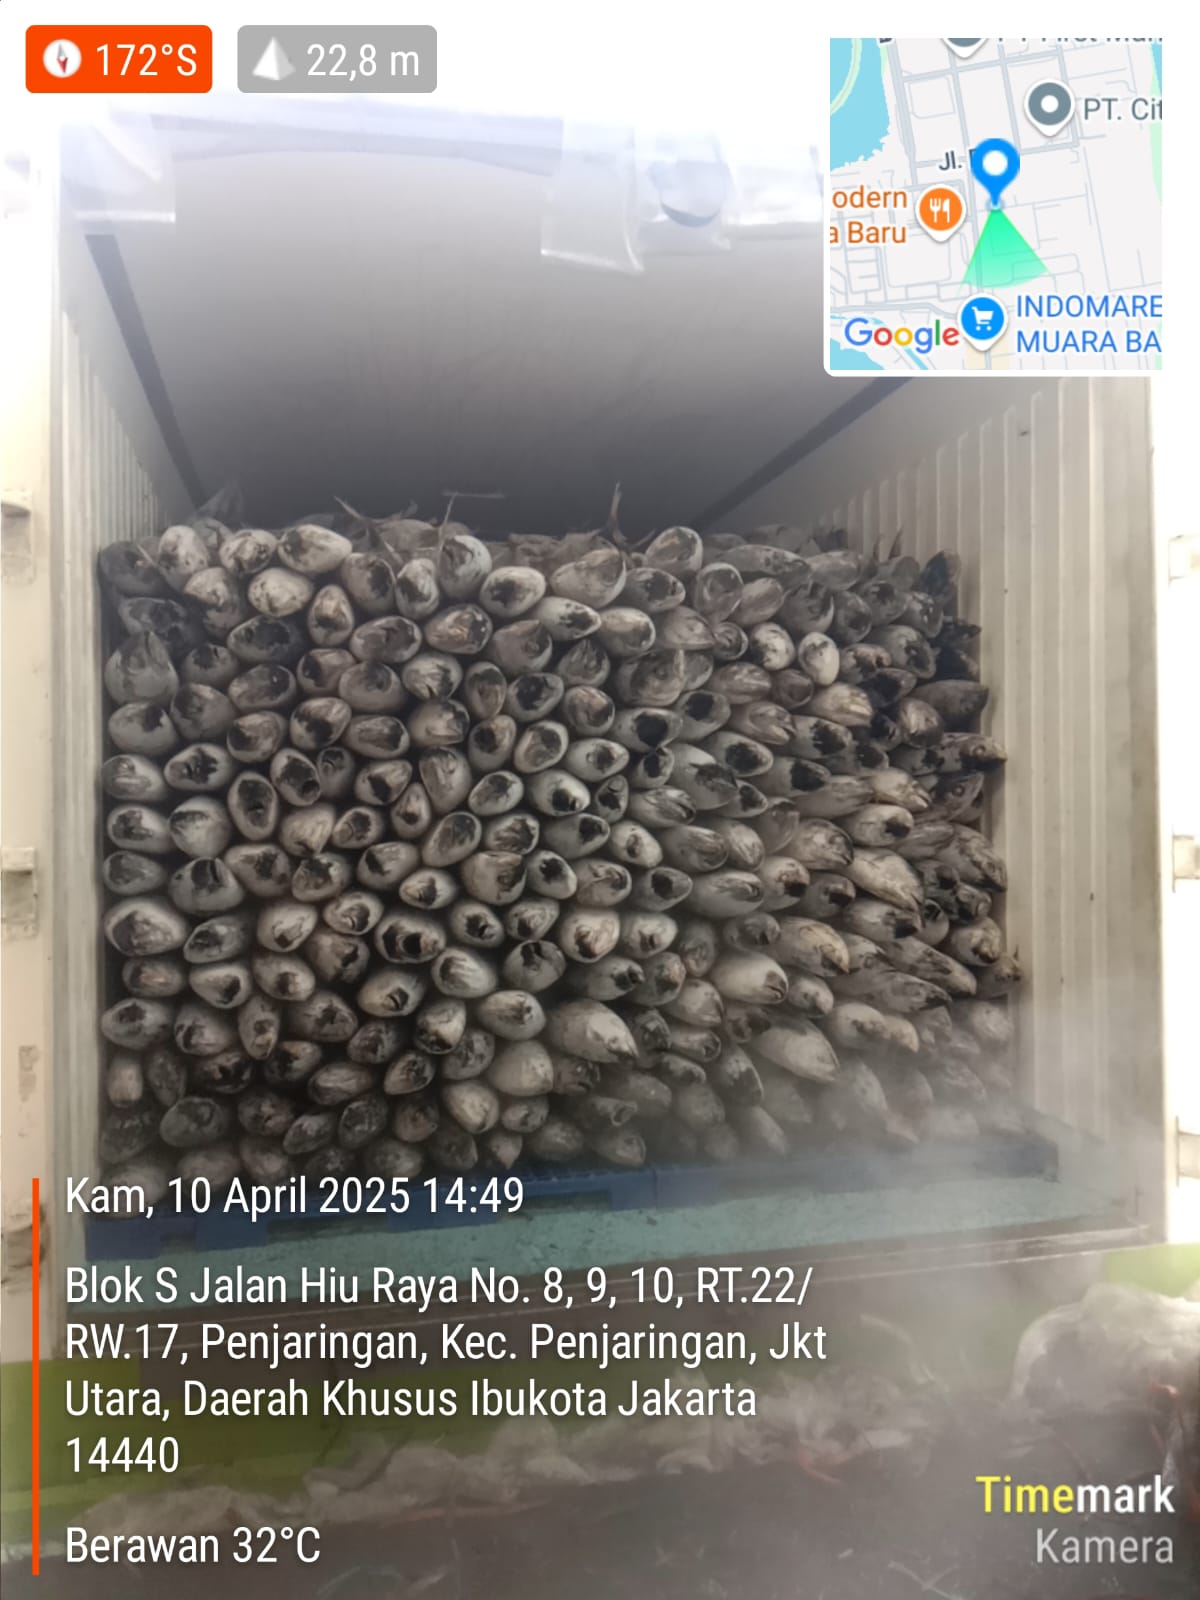 172°S
22,8 m
PT. Cit
Jl.
odern
a Baru
INDOMARE
MUARA BA
Google
Kam, 10 April 2025 14:49
Blok S Jalan Hiu Raya No. 8, 9, 10, RT.22/
RW.17, Penjaringan, Kec. Penjaringan, Jkt
Utara, Daerah Khusus Ibukota Jakarta
14440
Berawan 32°C
Timemark
Kamera